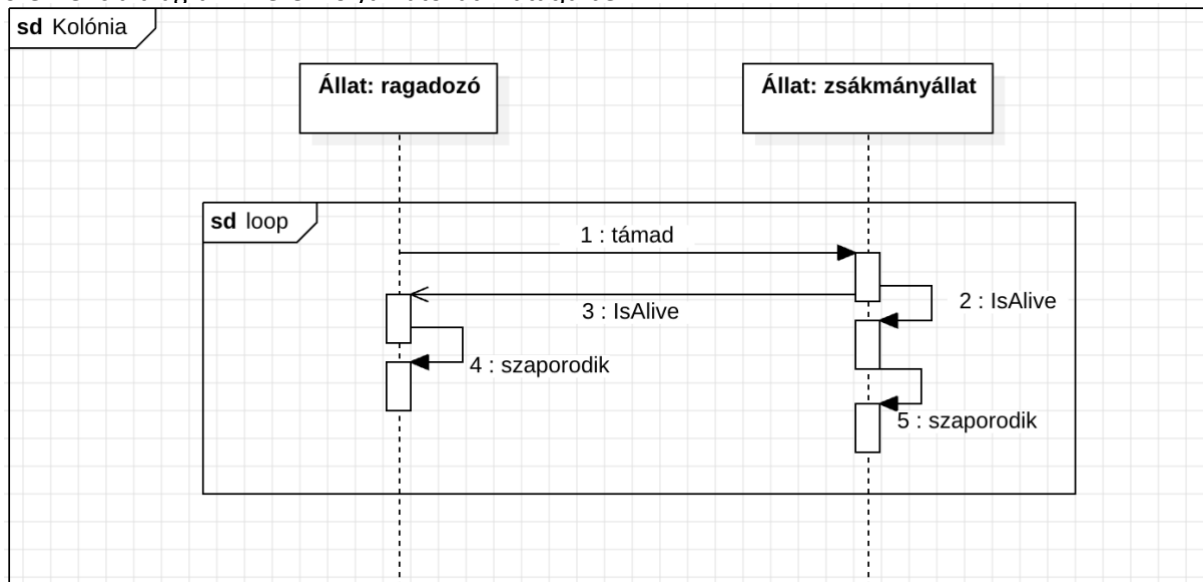 sd Kolónia
Állat: ragadozó
Állat: zsákmányállat
sd loop
1 : támad
2 : IsAlive
3 : IsAlive
4 : szaporodik
5 : szaporodik